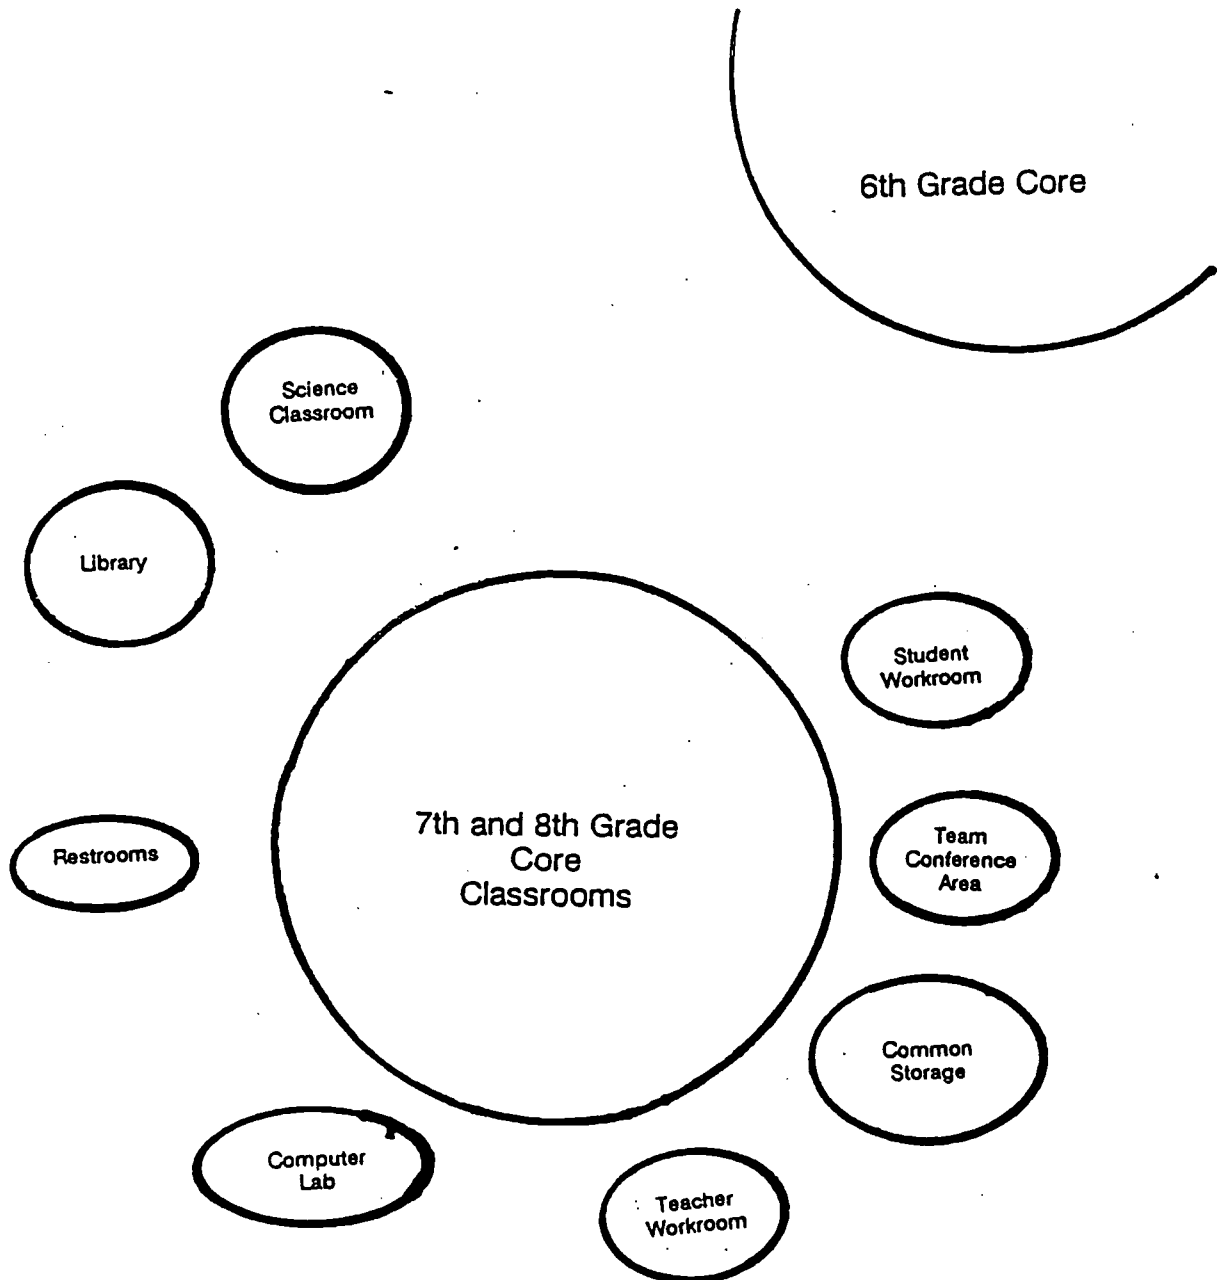 6th Grade Core
Science
Classroom
Library
Student
Workroom
7th and 8th Grade
Core
Classrooms
Restrooms
Team
Conference
Area
Common
Storage
Computer
Lab
Teacher
Workroom